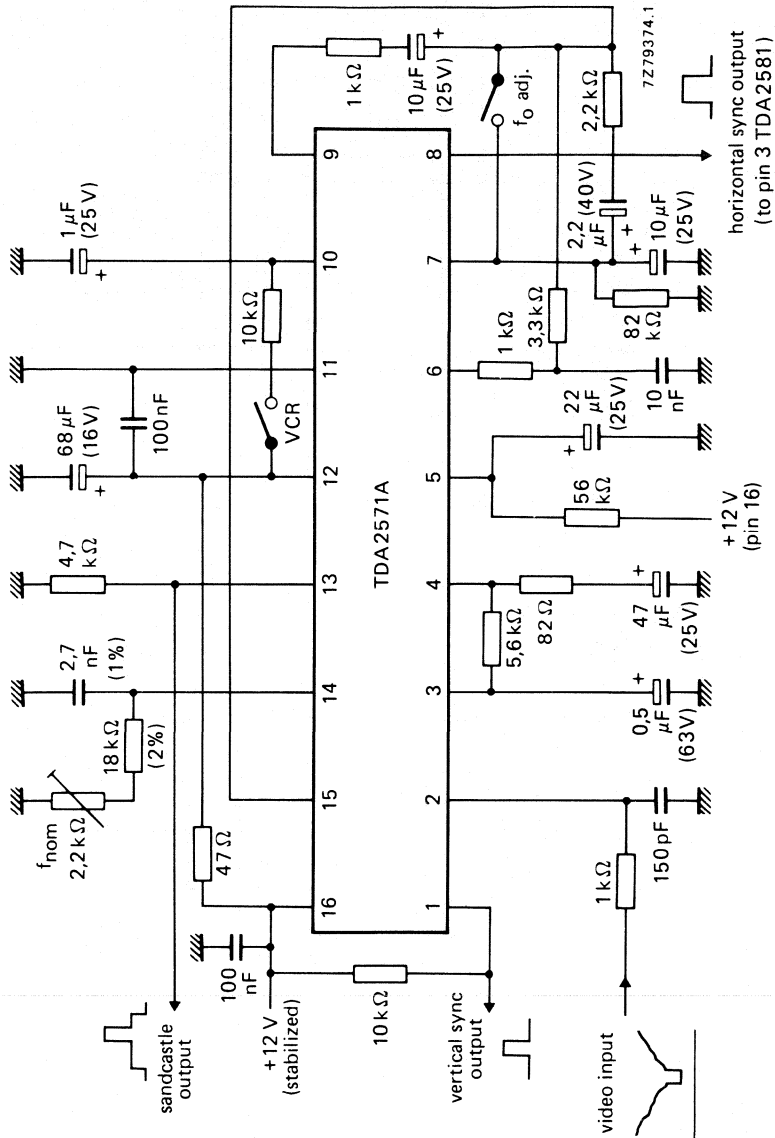 sandcastle
output
+12 V
(stabilized)
vertical sync
output
video input
f nom
2,2 kΩ
18 kΩ
(2%)
2,7
nF
(1%)
4,7
kΩ
68 µF
(16 V)
100 nF
1 µF
(25 V)
+
+
10 kΩ
VCR
47 Ω
100
nF
10 kΩ
1 kΩ
10 µF
(25 V)
+
fo adj.
16
15
14
13
12
11
10
9
TDA2571A
1
2
3
4
5
6
7
8
1 kΩ
150 pF
5,6 kΩ
82 Ω
0,5
µF
(63 V)
+
47
µF
(25 V)
+
56
kΩ
+12 V
(pin 16)
22
µF
(25 V)
+
1 kΩ
3,3 kΩ
10
nF
82
kΩ
2,2
µF
(40 V)
+
10 µF
(25 V)
+
2,2 kΩ
7Z79374.1
horizontal sync output
(to pin 3 TDA2581)